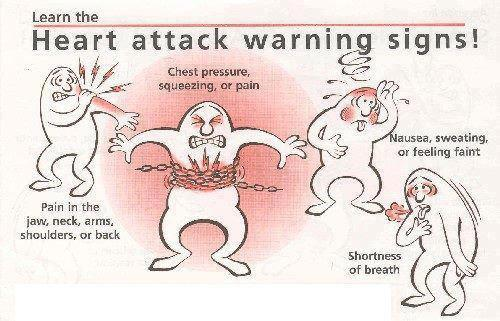 Learn the
Heart attack warning signs!
Chest pressure,
squeezing, or pain
Nausea, sweating,
or feeling faint
Pain in the
jaw, neck, arms,
shoulders, or back
Shortness
of breath